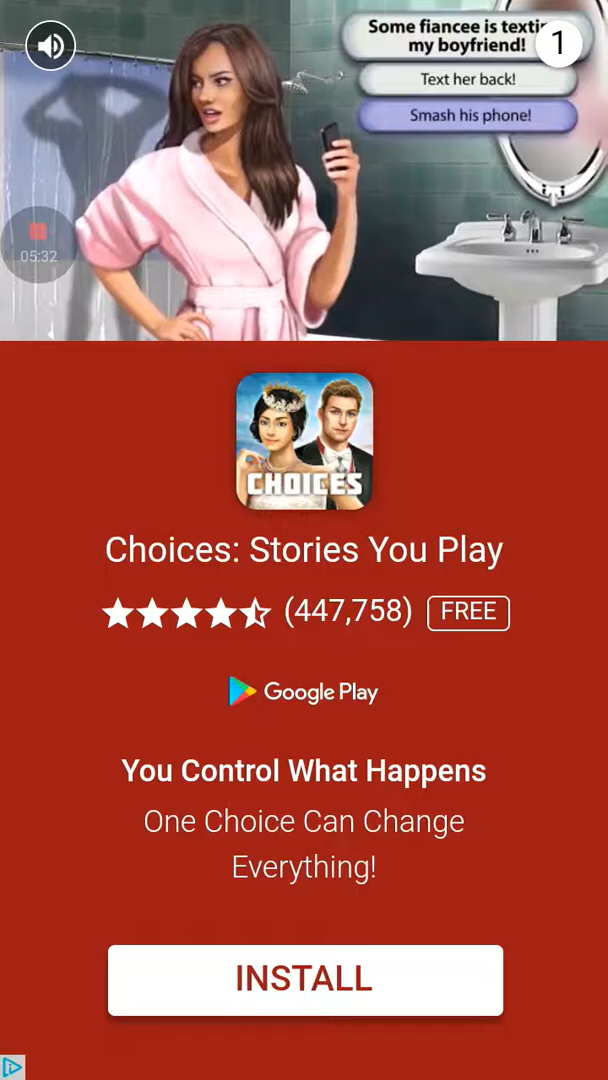 Some fiancee is textin
my boyfriend!
1
Text her back!
Smash his phone!
05:32
CHOICES
Choices: Stories You Play
(447,758) FREE
Google Play
You Control What Happens
One Choice Can Change
Everything!
INSTALL